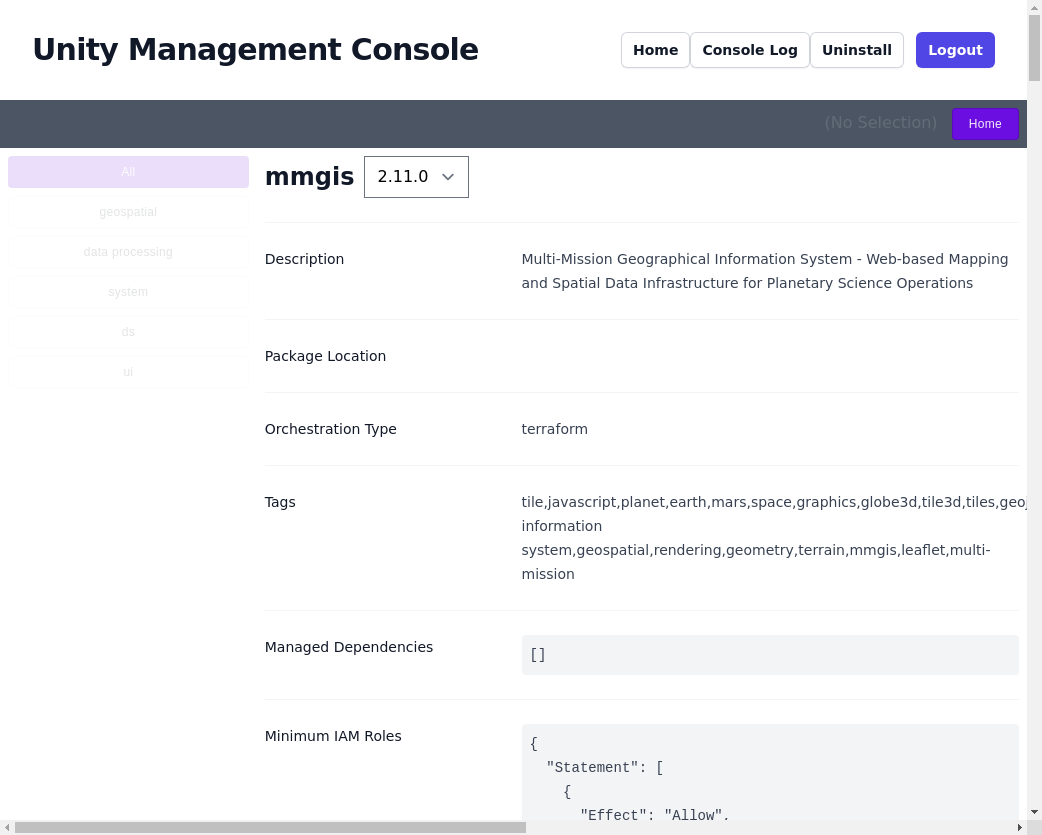 Unity Management Console
Home
Console Log
Uninstall
Logout
(No Selection)
Home
All
geospatial
data processing
system
ds
ui
mmgis
2.11.0
Description
Multi-Mission Geographical Information System - Web-based Mapping
and Spatial Data Infrastructure for Planetary Science Operations
Package Location
Orchestration Type
terraform
Tags
tile,javascript,planet,earth,mars,space,graphics,globe3d,tile3d,tiles,geoj
information
system,geospatial,rendering,geometry,terrain,mmgis,leaflet,multi-
mission
Managed Dependencies
[]
Minimum IAM Roles
{
"Statement": [
{
"Effect": "Allow",